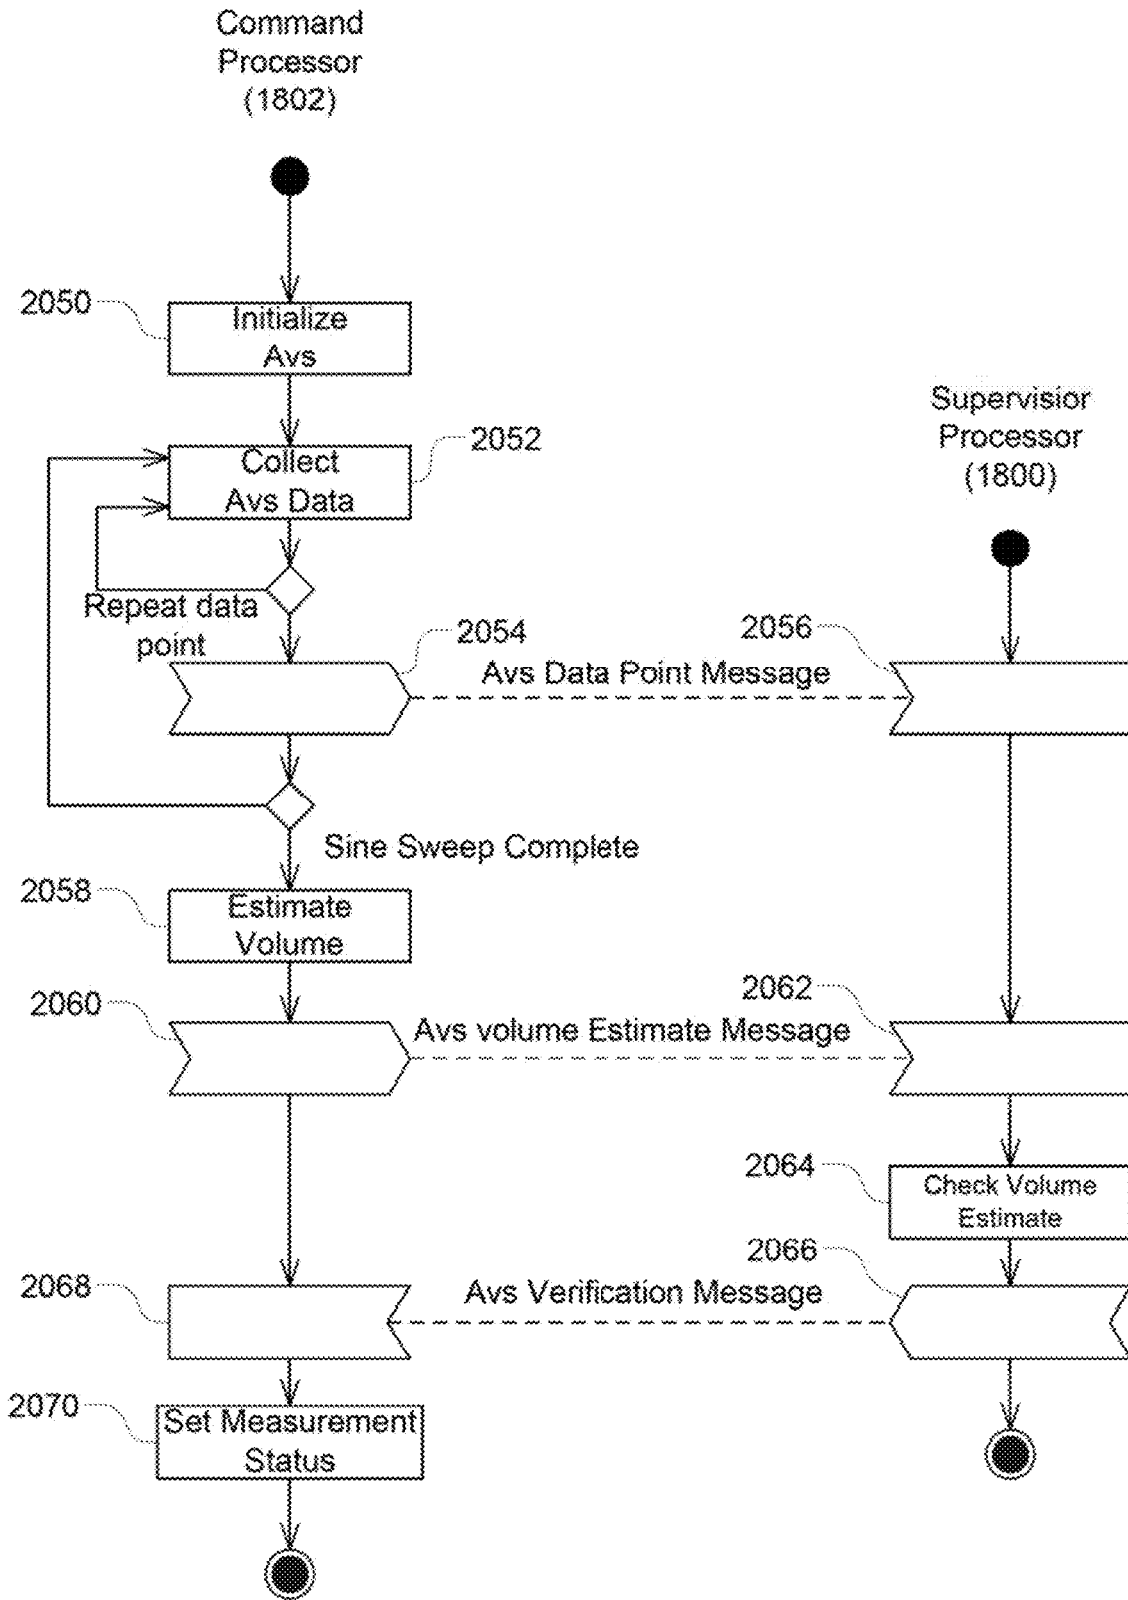 Command
Processor
(1802)
2050
Initialize
Avs
Supervisior
Processor
(1800)
2052
Collect
Avs Data
Repeat data
point
2054
2056
Avs Data Point Message
Sine Sweep Complete
2058
Estimate
Volume
2060
2062
Avs volume Estimate Message
2064
Check Volume
Estimate
2066
2068
Avs Verification Message
2070
Set Measurement
Status